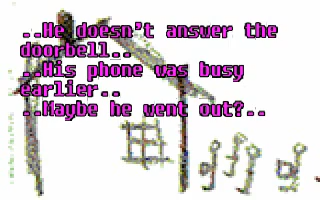 ..He doesn't answer the
doorbell..
..His phone was busy
earlier..
..Maybe he went out?..